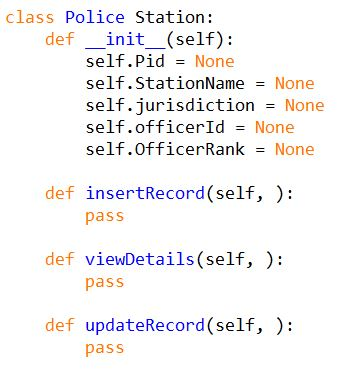 class Police Station:
    def __init__(self):
        self.Pid = None
        self.StationName = None
        self.jurisdiction = None
        self.officerId = None
        self.OfficerRank = None
    def insertRecord(self, ):
        pass
    def viewDetails(self, ):
        pass
    def updateRecord(self, ):
        pass